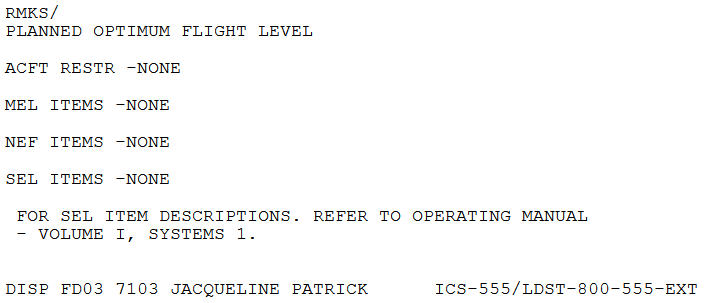 RMKS/
PLANNED OPTIMUM FLIGHT LEVEL
ACFT RESTR -NONE
MEL ITEMS -NONE
NEF ITEMS -NONE
SEL ITEMS -NONE
FOR SEL ITEM DESCRIPTIONS. REFER TO OPERATING MANUAL
- VOLUME I, SYSTEMS 1.
DISP FD03 7103 JACQUELINE PATRICK ICS-555/LDST-800-555-EXT